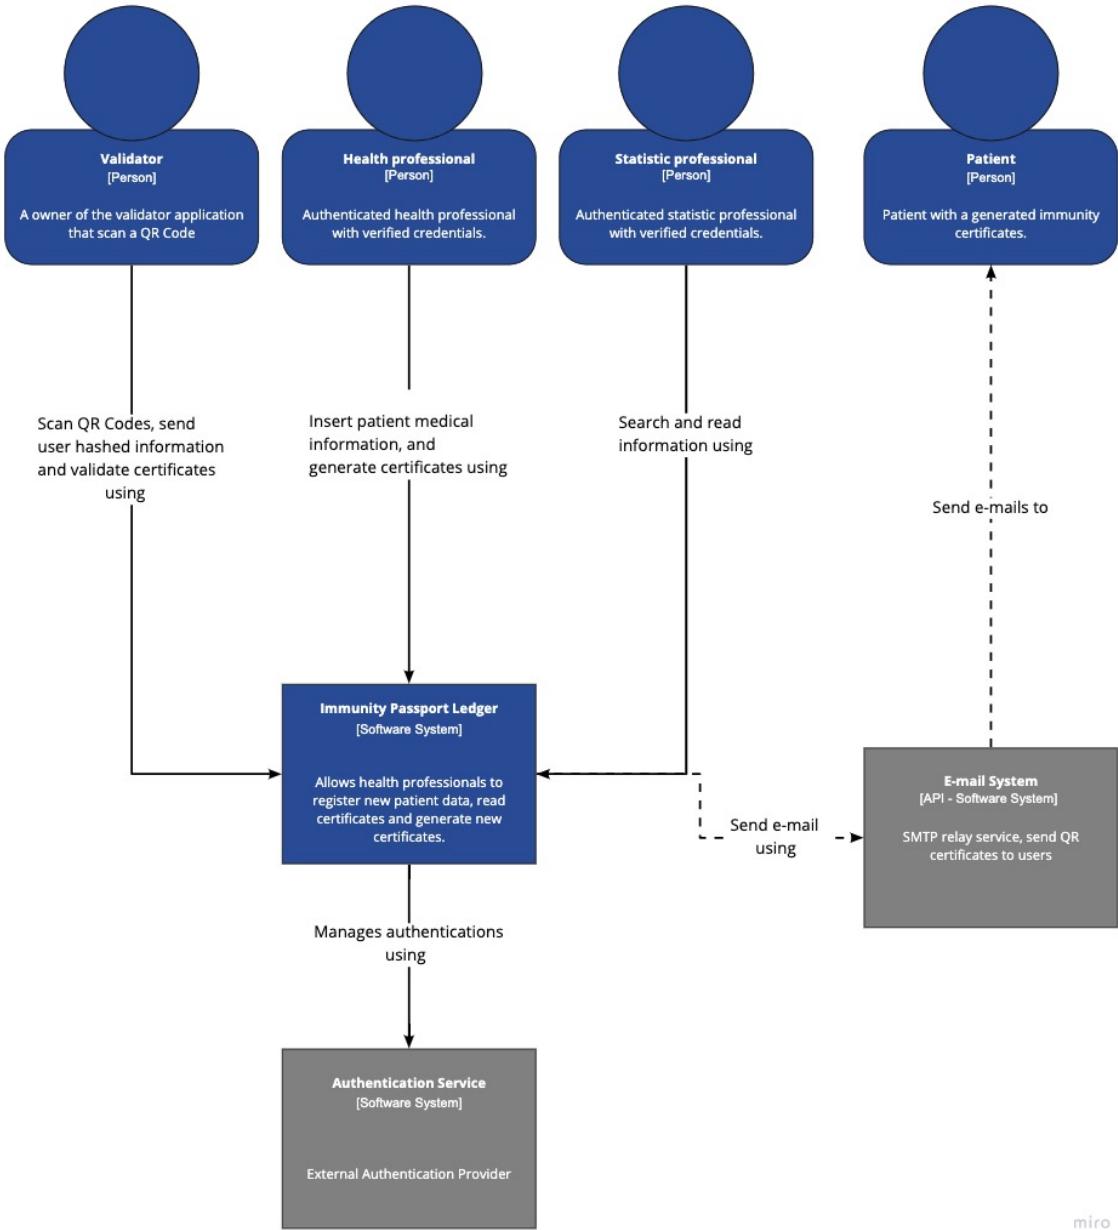 Validator
[Person]
A owner of the validator application
that scan a QR Code
Health professional
[Person]
Authenticated health professional
with verified credentials.
Statistic professional
[Person]
Authenticated statistic professional
with verified credentials.
Patient
[Person]
Patient with a generated immunity
certificates.
Scan QR Codes, send
user hashed information
and validate certificates
using
Insert patient medical
information, and
generate certificates using
Search and read
information using
Send e-mails to
Immunity Passport Ledger
[Software System]
Allows health professionals to
register new patient data, read
certificates and generate new
certificates.
Send e-mail
using
E-mail System
[API - Software System]
SMTP relay service, send QR
certificates to users
Manages authentications
using
Authentication Service
[Software System]
External Authentication Provider
miro